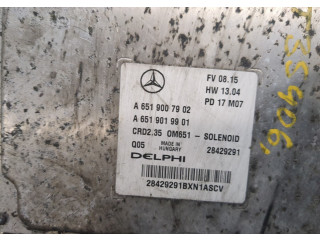 FV 08.15
HW 13.04
PD 17 M07
A 651 900 79 02
A 651 901 99 01
CRD2.35 OM651 - SOLENOID
Q05 MADE IN HUNGARY 28429291
DELPHI
28429291BXN1ASCV